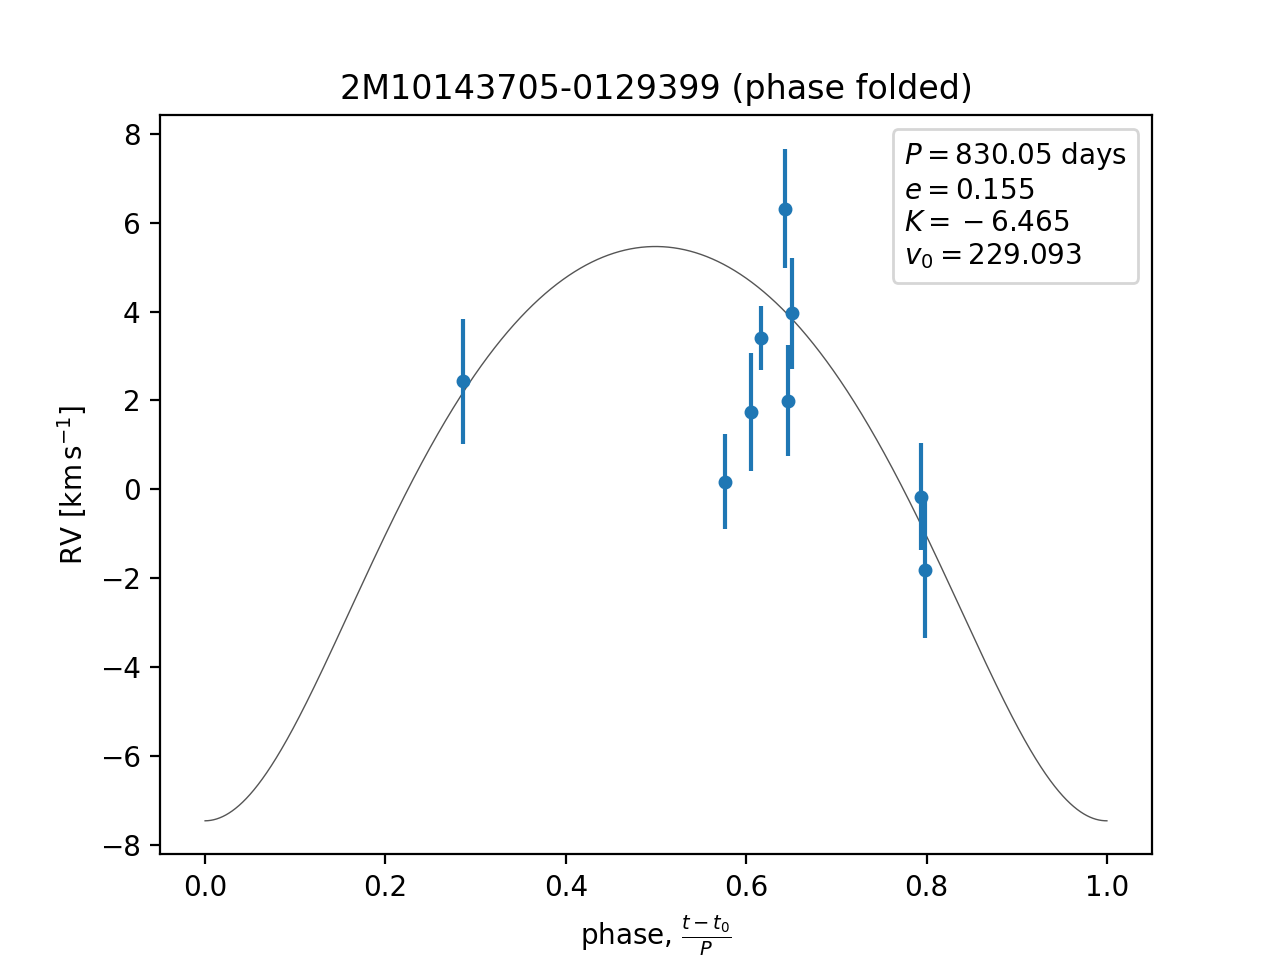 2M10143705-0129399 (phase folded)
P = 830.05 days
e = 0.155
K = −6.465
v₀ = 229.093
8
6
4
2
0
−2
−4
−6
−8
RV [km s⁻¹]
0.0 0.2 0.4 0.6 0.8 1.0
phase, (t − t₀)/P